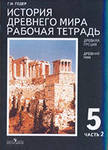 Г.И. ГОДЕР
ИСТОРИЯ
ДРЕВНЕГО МИРА
РАБОЧАЯ ТЕТРАДЬ
ДРЕВНЯЯ
ГРЕЦИЯ
ДРЕВНИЙ
РИМ
5
ЧАСТЬ 2